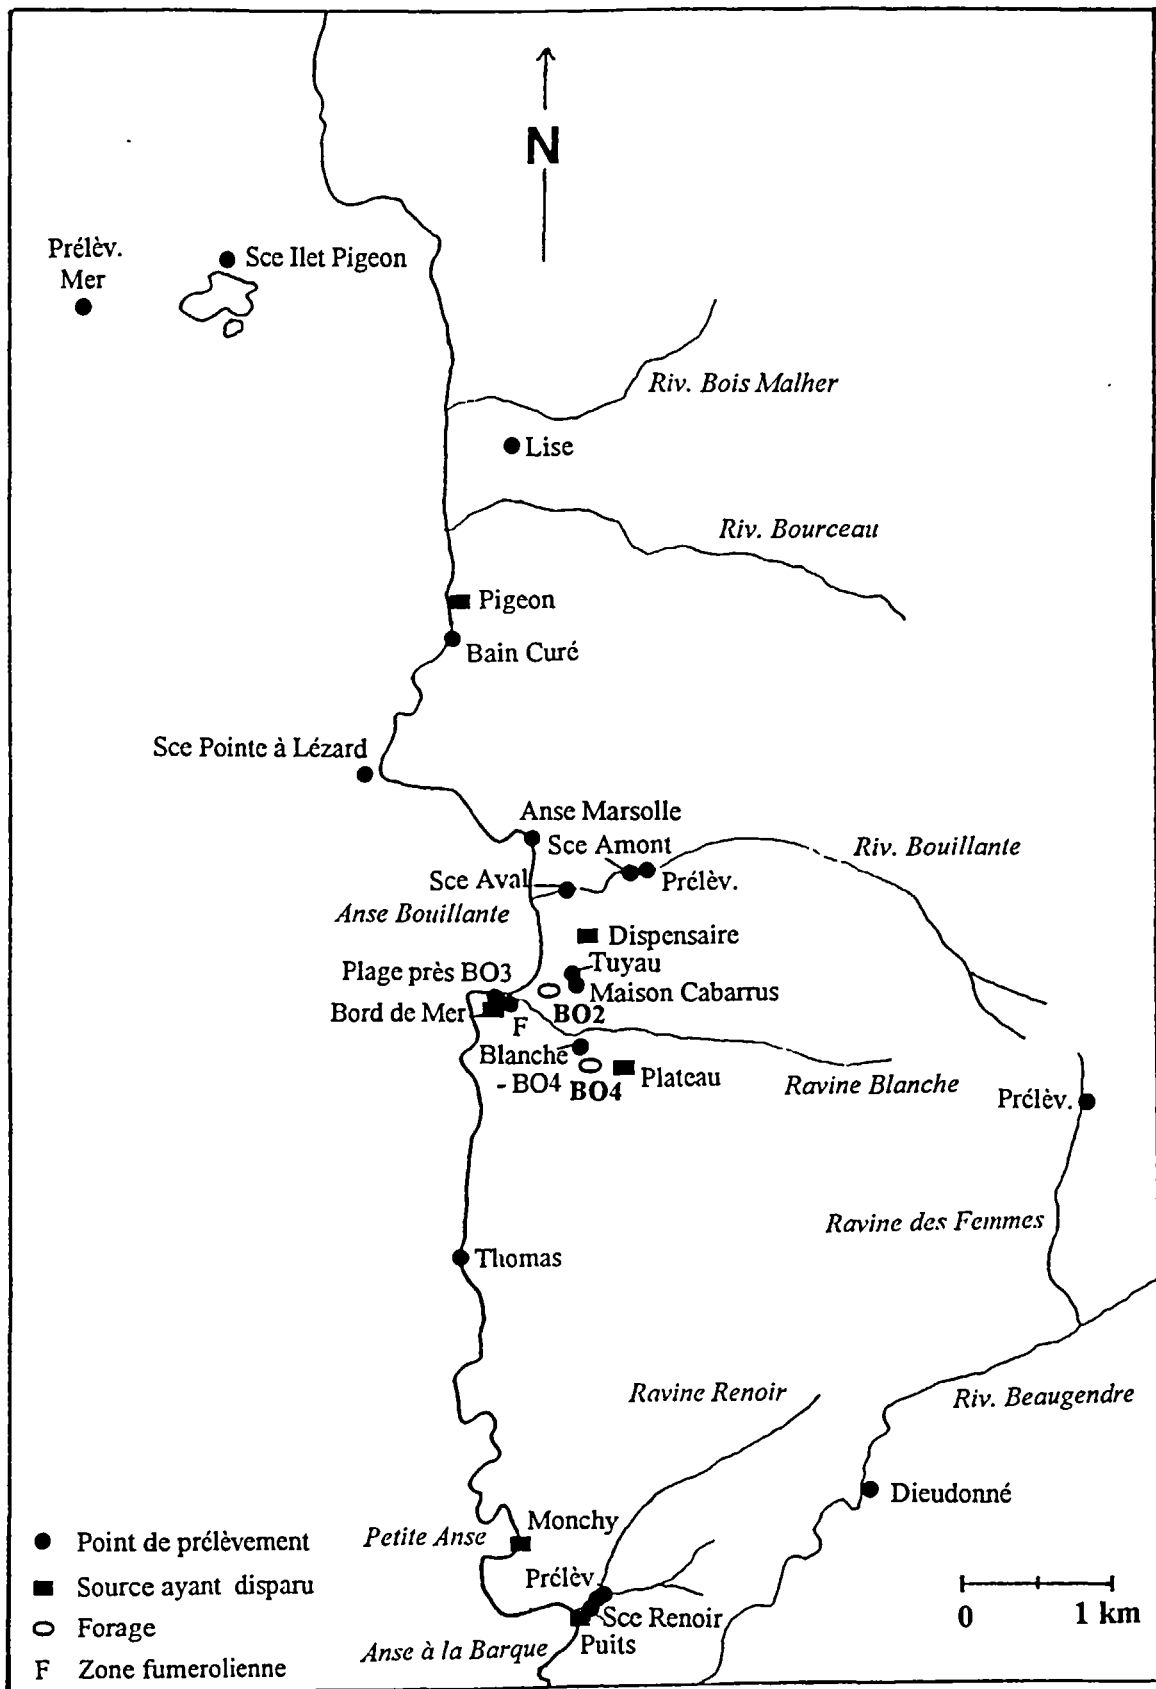 N
Prélèv.
Mer
Sce Ilet Pigeon
Riv. Bois Malher
Lise
Riv. Bourceau
Pigeon
Bain Curé
Sce Pointe à Lézard
Anse Marsolle
Sce Amont
Riv. Bouillante
Sce Aval
Prélèv.
Anse Bouillante
Dispensaire
Tuyau
Plage près BO3
Maison Cabarrus
Bord de Mer
F
BO2
Blanche
- BO4
BO4
Plateau
Ravine Blanche
Prélèv.
Ravine des Femmes
Thomas
Ravine Renoir
Riv. Beaugendre
Dieudonné
Monchy
Petite Anse
Prélèv.
Sce Renoir
Puits
Anse à la Barque
Point de prélèvement
Source ayant disparu
Forage
F Zone fumerolienne
0 1 km